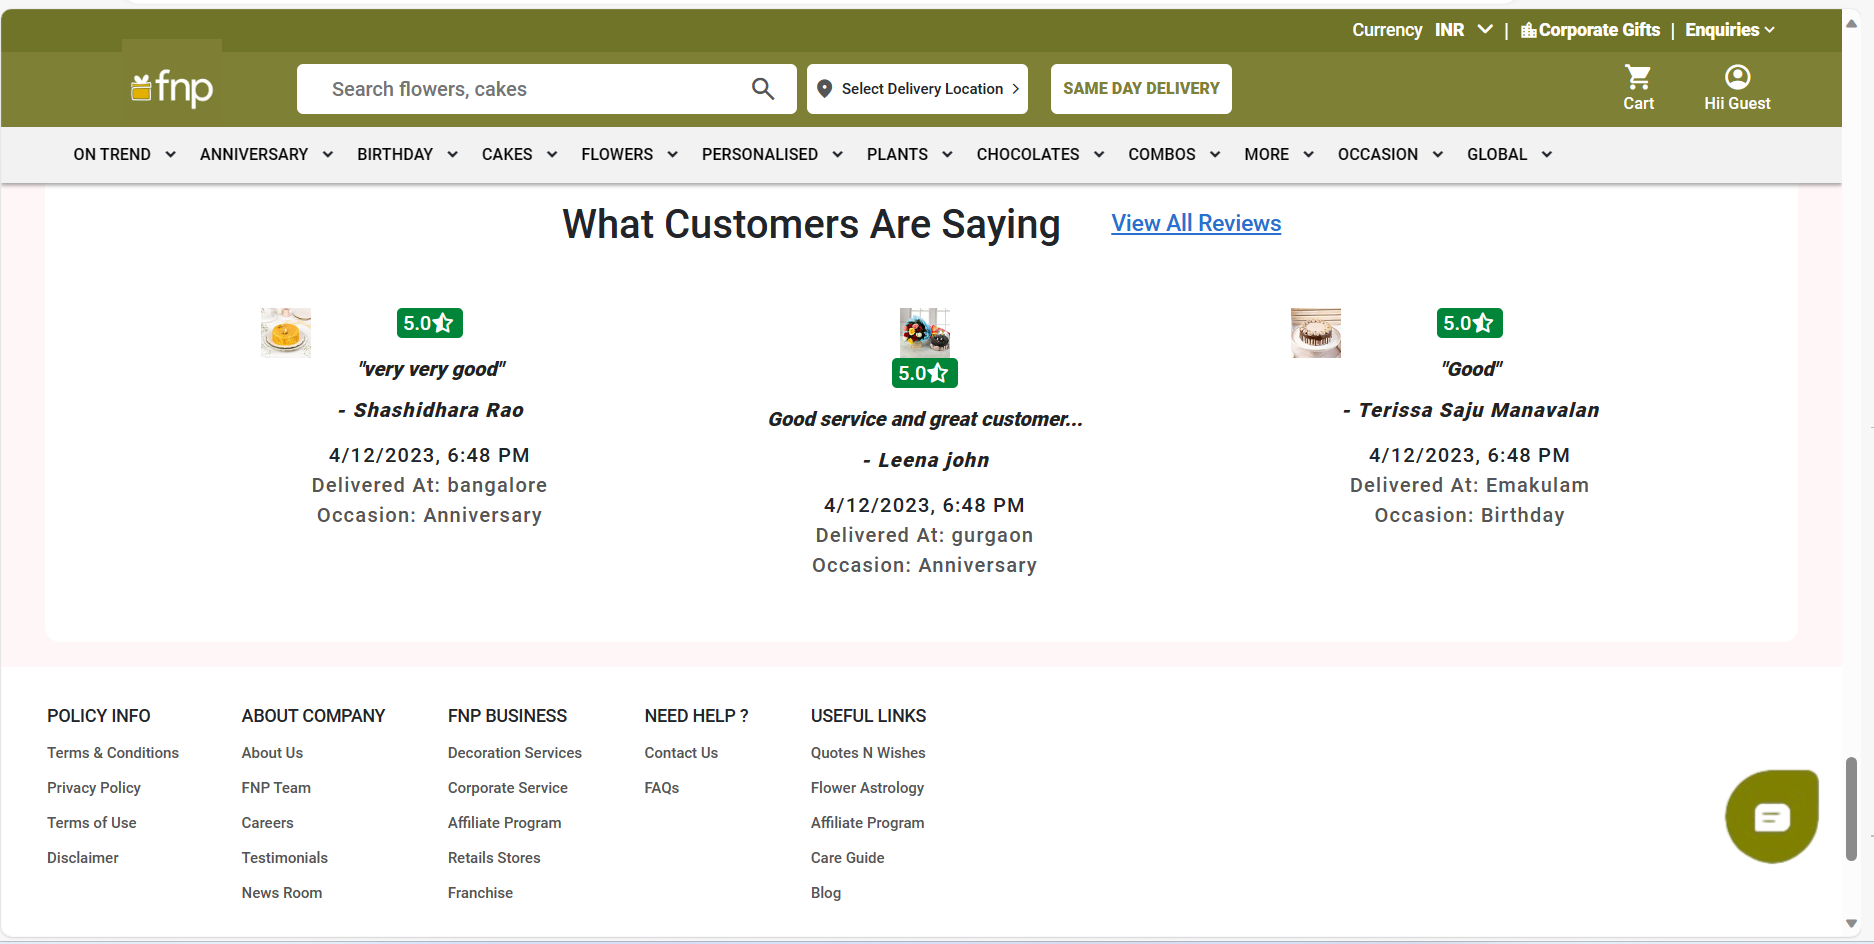 Currency INR | Corporate Gifts | Enquiries
fnp
Search flowers, cakes
Select Delivery Location
SAME DAY DELIVERY
Cart
Hii Guest
ON TREND ANNIVERSARY BIRTHDAY CAKES FLOWERS PERSONALISED PLANTS CHOCOLATES COMBOS MORE OCCASION GLOBAL
What Customers Are Saying
View All Reviews
5.0
"very very good"
- Shashidhara Rao
4/12/2023, 6:48 PM
Delivered At: bangalore
Occasion: Anniversary
5.0
Good service and great customer...
- Leena john
4/12/2023, 6:48 PM
Delivered At: gurgaon
Occasion: Anniversary
5.0
"Good"
- Terissa Saju Manavalan
4/12/2023, 6:48 PM
Delivered At: Emakulam
Occasion: Birthday
POLICY INFO
Terms & Conditions
Privacy Policy
Terms of Use
Disclaimer
ABOUT COMPANY
About Us
FNP Team
Careers
Testimonials
News Room
FNP BUSINESS
Decoration Services
Corporate Service
Affiliate Program
Retails Stores
Franchise
NEED HELP ?
Contact Us
FAQs
USEFUL LINKS
Quotes N Wishes
Flower Astrology
Affiliate Program
Care Guide
Blog